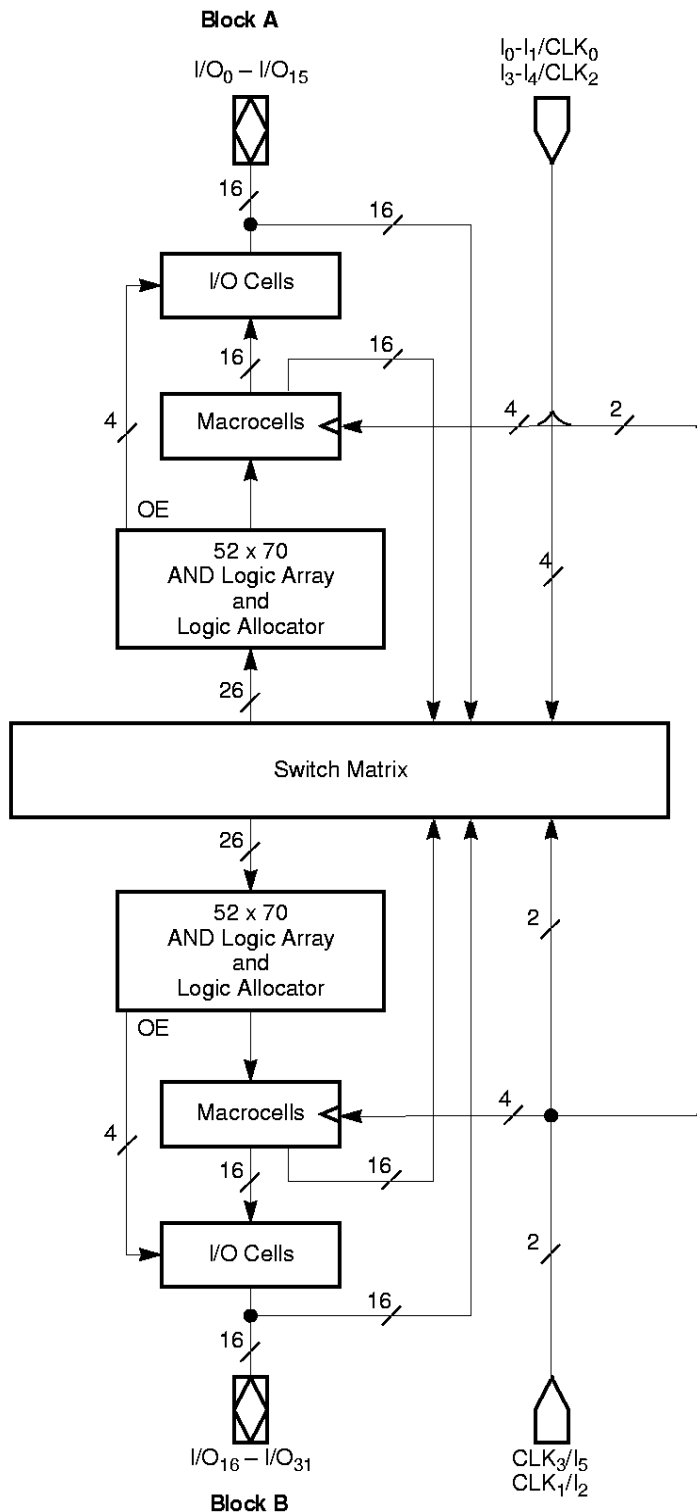 Block A
I/O₀ – I/O₁₅
I₀-I₁/CLK₀
I₃-I₄/CLK₂
16
16
I/O Cells
16
16
4
4
2
Macrocells
OE
52 x 70
AND Logic Array
and
Logic Allocator
4
26
Switch Matrix
26
52 x 70
AND Logic Array
and
Logic Allocator
2
OE
4
Macrocells
4
16
16
I/O Cells
2
16
16
I/O₁₆ – I/O₃₁
CLK₃/I₅
CLK₁/I₂
Block B